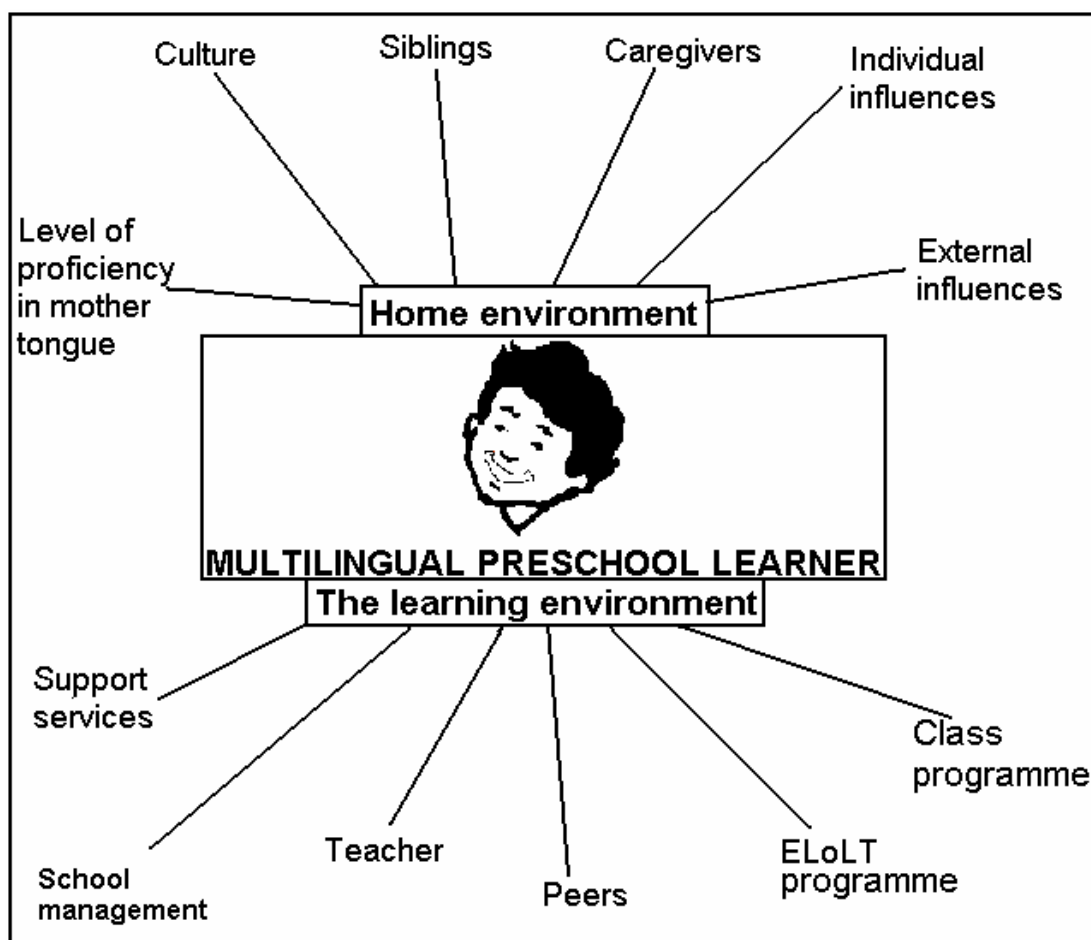 Culture
Siblings
Caregivers
Individual
influences
Level of
proficiency
in mother
tongue
External
influences
Home environment
MULTILINGUAL PRESCHOOL LEARNER
The learning environment
Support
services
Class
programme
School
management
Teacher
Peers
ELoLT
programme